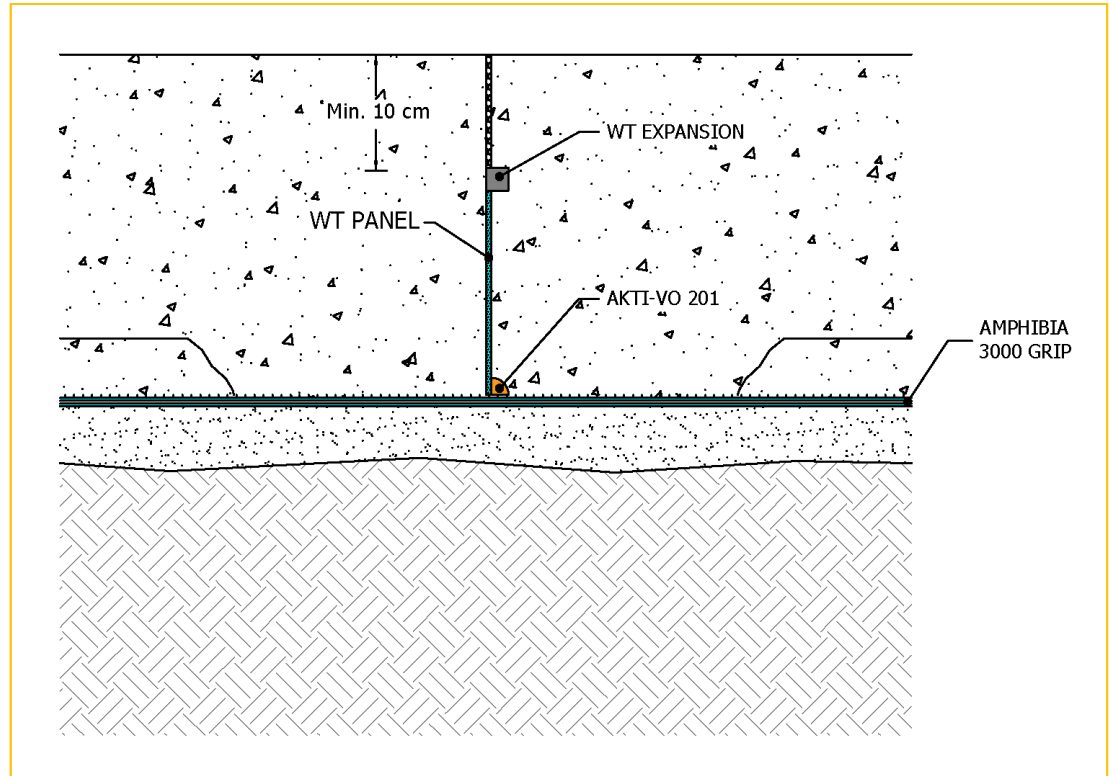 Min. 10 cm
WT EXPANSION
WT PANEL
AKTI-VO 201
AMPHIBIA
3000 GRIP